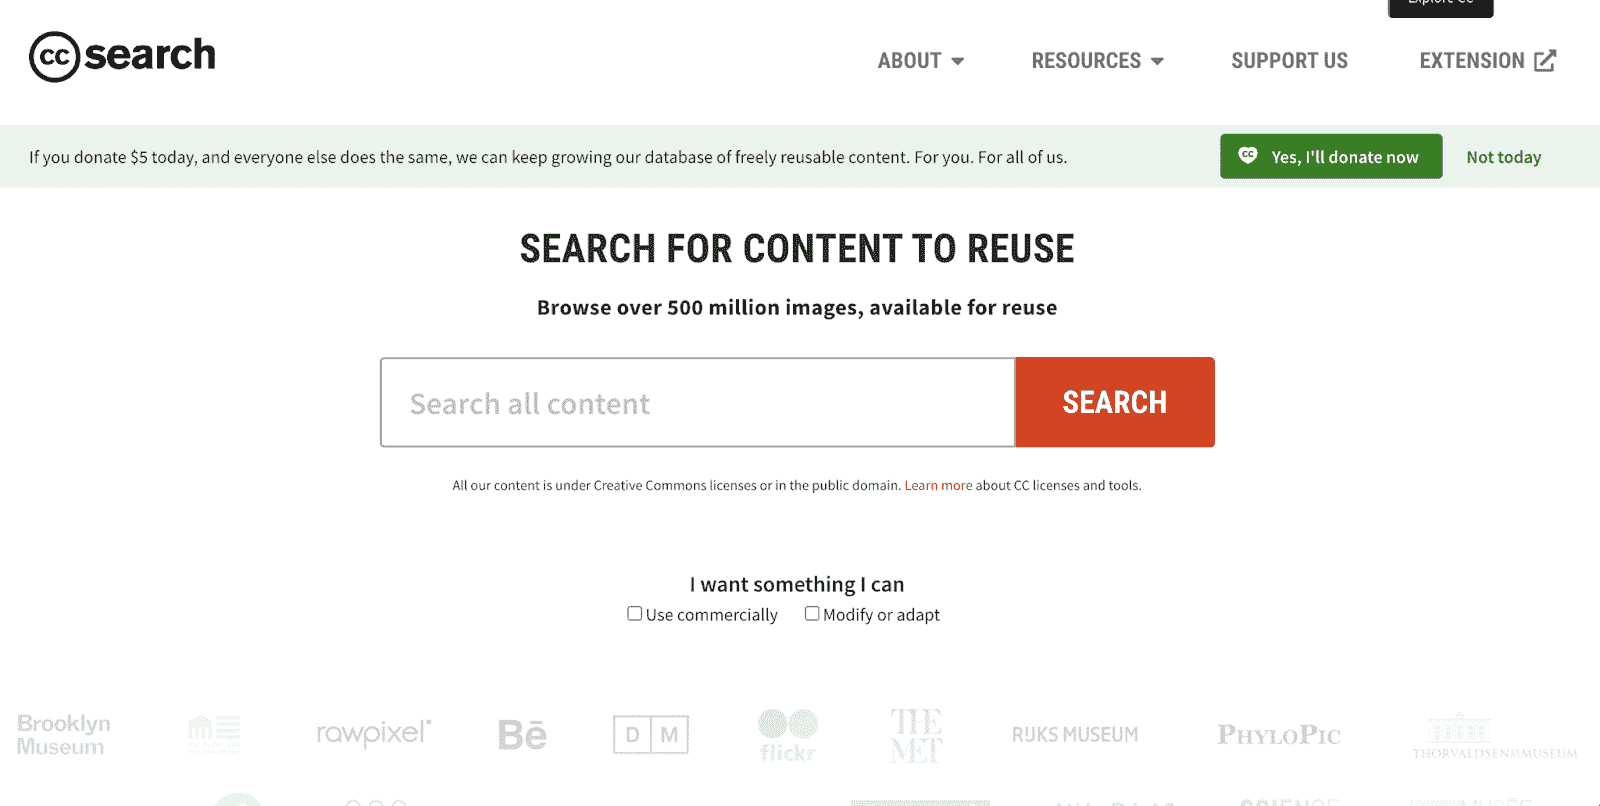 Explore CC
cc search
ABOUT
RESOURCES
SUPPORT US
EXTENSION
If you donate $5 today, and everyone else does the same, we can keep growing our database of freely reusable content. For you. For all of us.
cc Yes, I'll donate now
Not today
SEARCH FOR CONTENT TO REUSE
Browse over 500 million images, available for reuse
Search all content
SEARCH
All our content is under Creative Commons licenses or in the public domain. Learn more about CC licenses and tools.
I want something I can
Use commercially
Modify or adapt
Brooklyn
Museum
rawpixel
Bē
D M
flickr
THE
MET
RIJKS MUSEUM
PHYLOPIC
THORVALDSENS MUSEUM